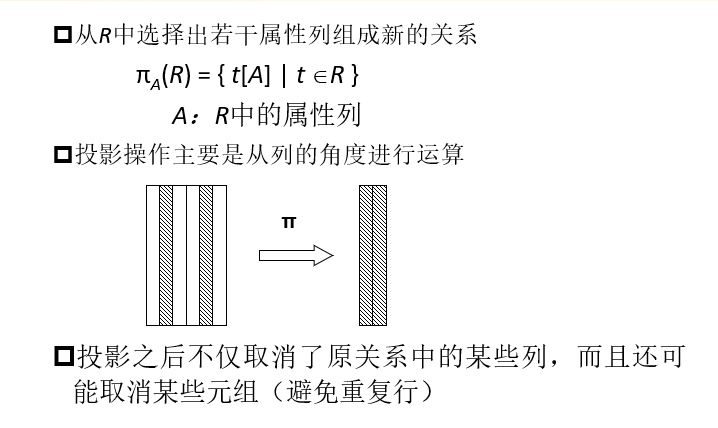 从R中选择出若干属性列组成新的关系
πA(R) = { t[A] | t ∈R }
A：R中的属性列
投影操作主要是从列的角度进行运算
π
投影之后不仅取消了原关系中的某些列，而且还可
能取消某些元组（避免重复行）